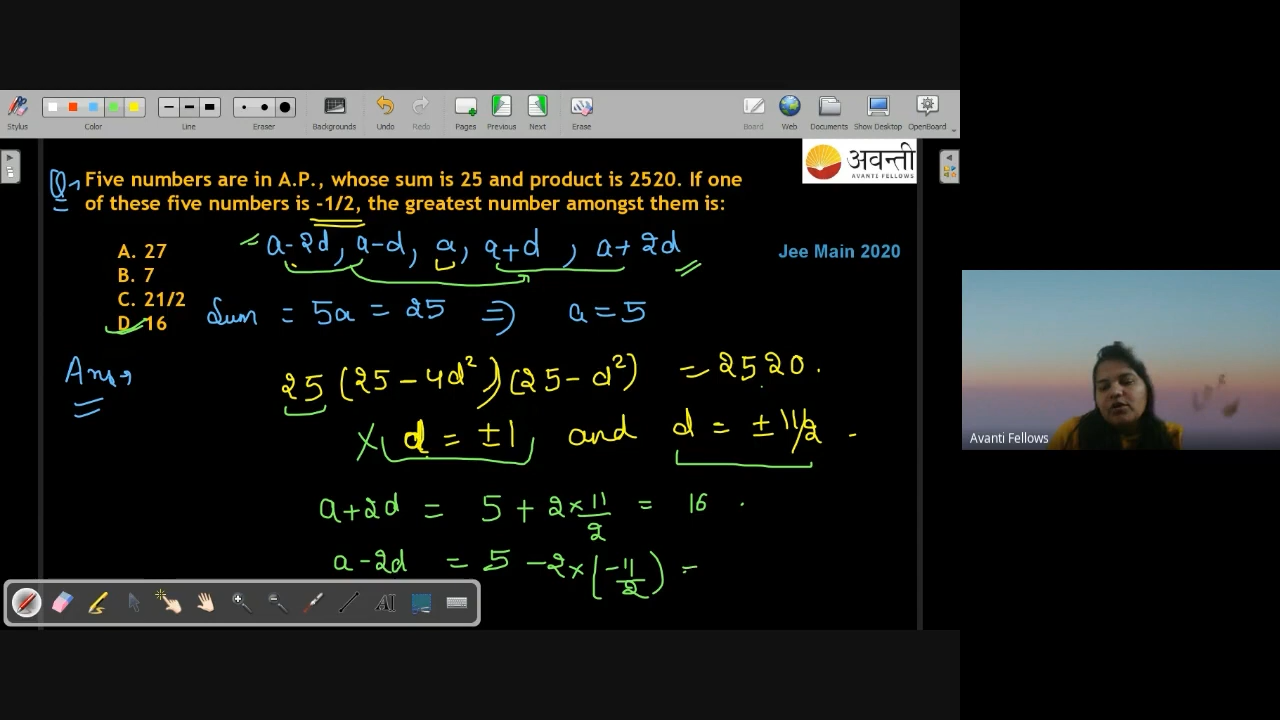 Stylus
Color
Line
Eraser
Backgrounds
Undo
Redo
Pages
Previous
Next
Erase
Board
Web
Documents
Show Desktop
OpenBoard
अवन्ती
AVANTI FELLOWS
Q→ Five numbers are in A.P., whose sum is 25 and product is 2520. If one
of these five numbers is -1/2, the greatest number amongst them is:
a-2d, a-d, a, a+d, a+2d
Jee Main 2020
A. 27
B. 7
C. 21/2
D. 16
Sum = 5a = 25 ⇒ a = 5
Ans→
25 (25 - 4d²) (25 - d²) = 2520.
X d = ±1 and d = ±11/2
a+2d = 5 + 2×11/2 = 16
a-2d = 5 -2×(-11/2) =
Avanti Fellows